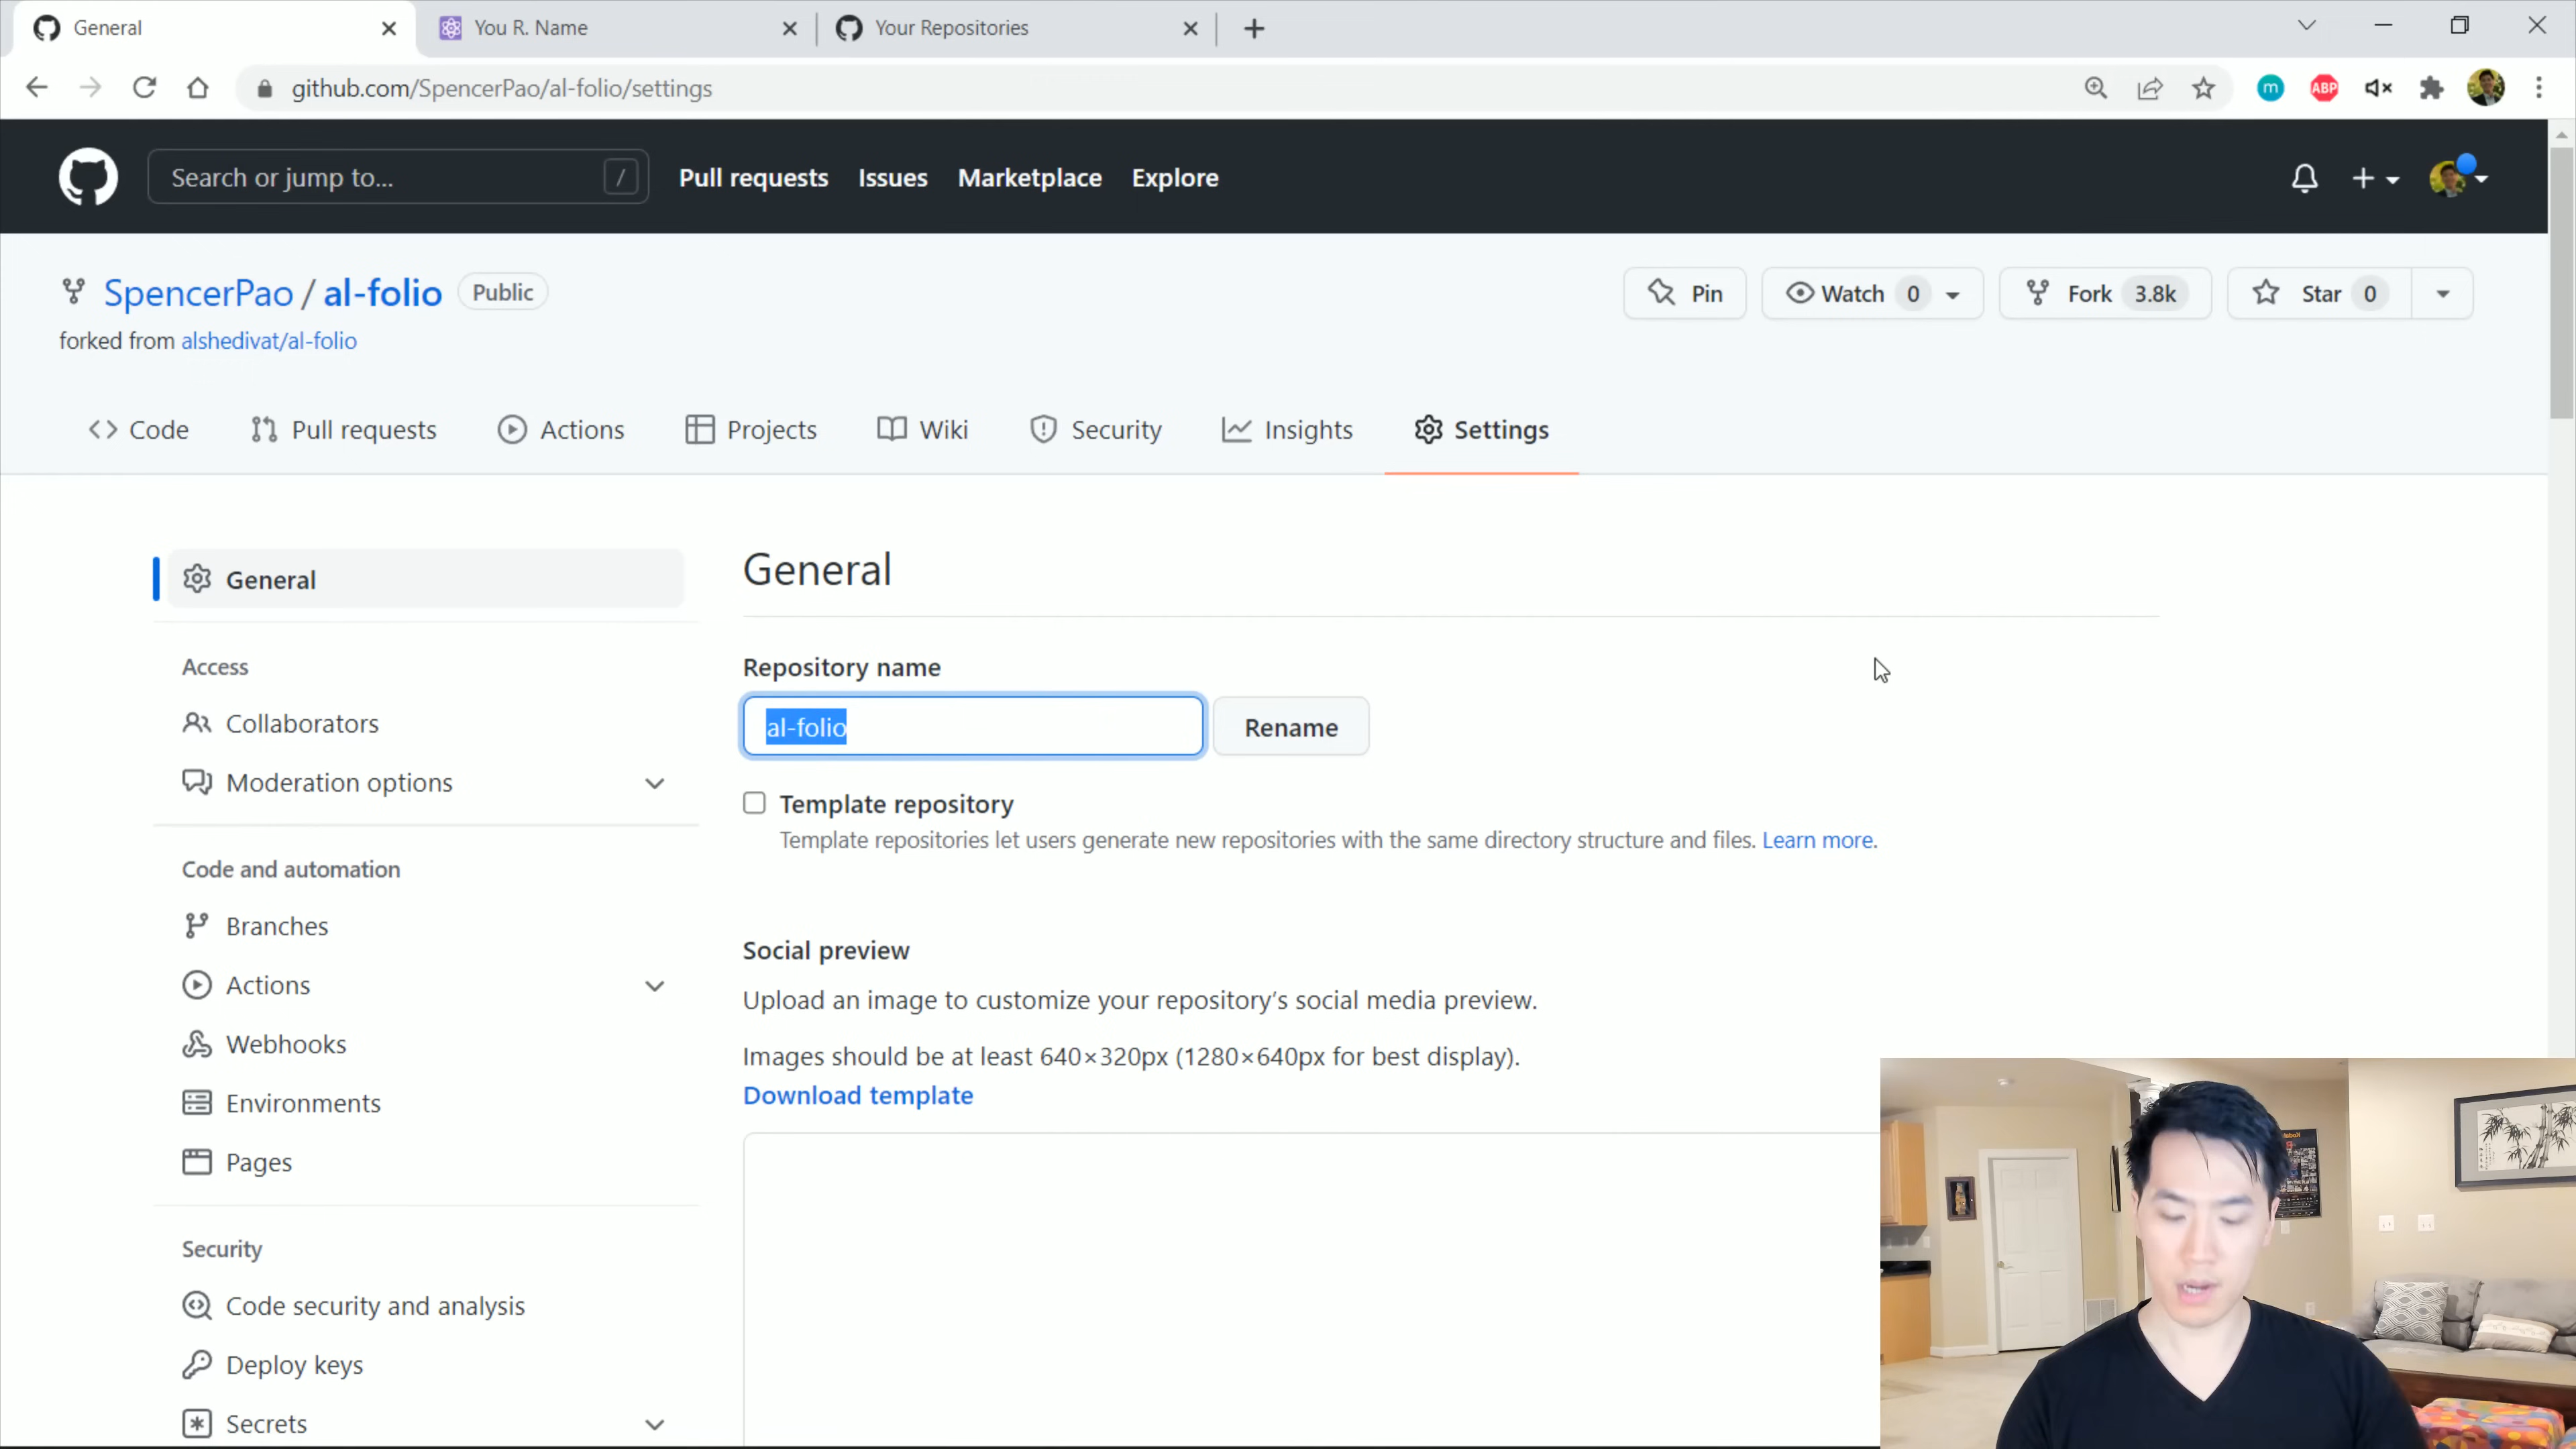 General
You R. Name
Your Repositories
github.com/SpencerPao/al-folio/settings
m
ABP
Search or jump to...
/
Pull requests
Issues
Marketplace
Explore
SpencerPao / al-folio
Public
forked from alshedivat/al-folio
Pin
Watch 0
Fork 3.8k
Star 0
Code
Pull requests
Actions
Projects
Wiki
Security
Insights
Settings
General
Access
Collaborators
Moderation options
Code and automation
Branches
Actions
Webhooks
Environments
Pages
Security
Code security and analysis
Deploy keys
Secrets
General
Repository name
al-folio
Rename
Template repository
Template repositories let users generate new repositories with the same directory structure and files. Learn more.
Social preview
Upload an image to customize your repository's social media preview.
Images should be at least 640×320px (1280×640px for best display).
Download template